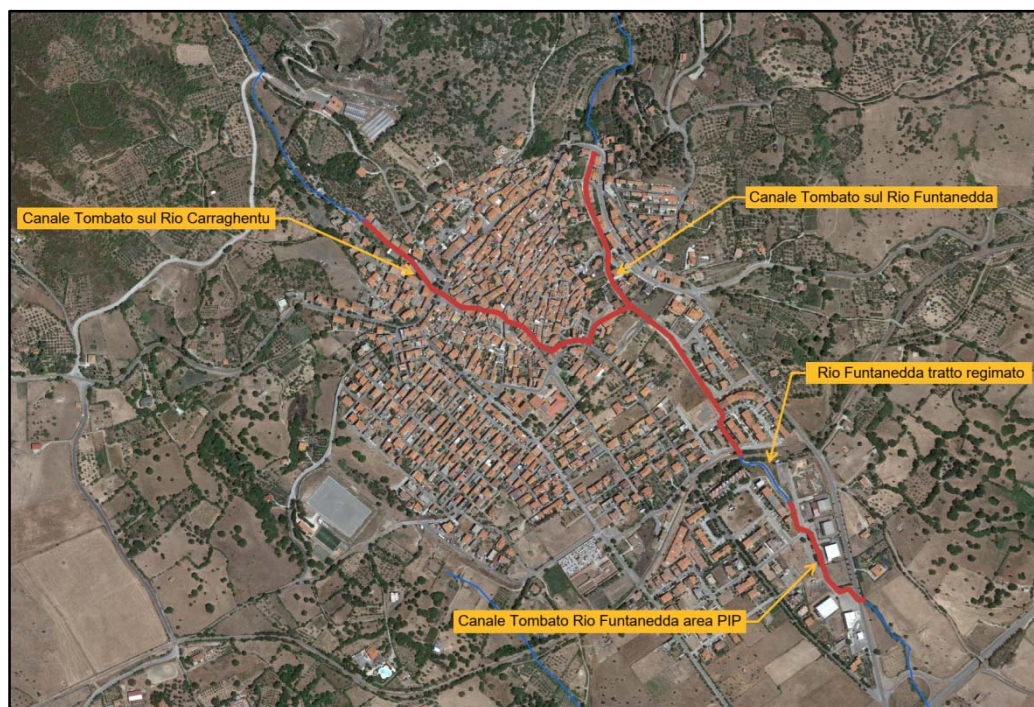 Canale Tombato sul Rio Funtanedda
Canale Tombato sul Rio Carraghentu
Rio Funtanedda tratto regimato
Canale Tombato Rio Funtanedda area PIP